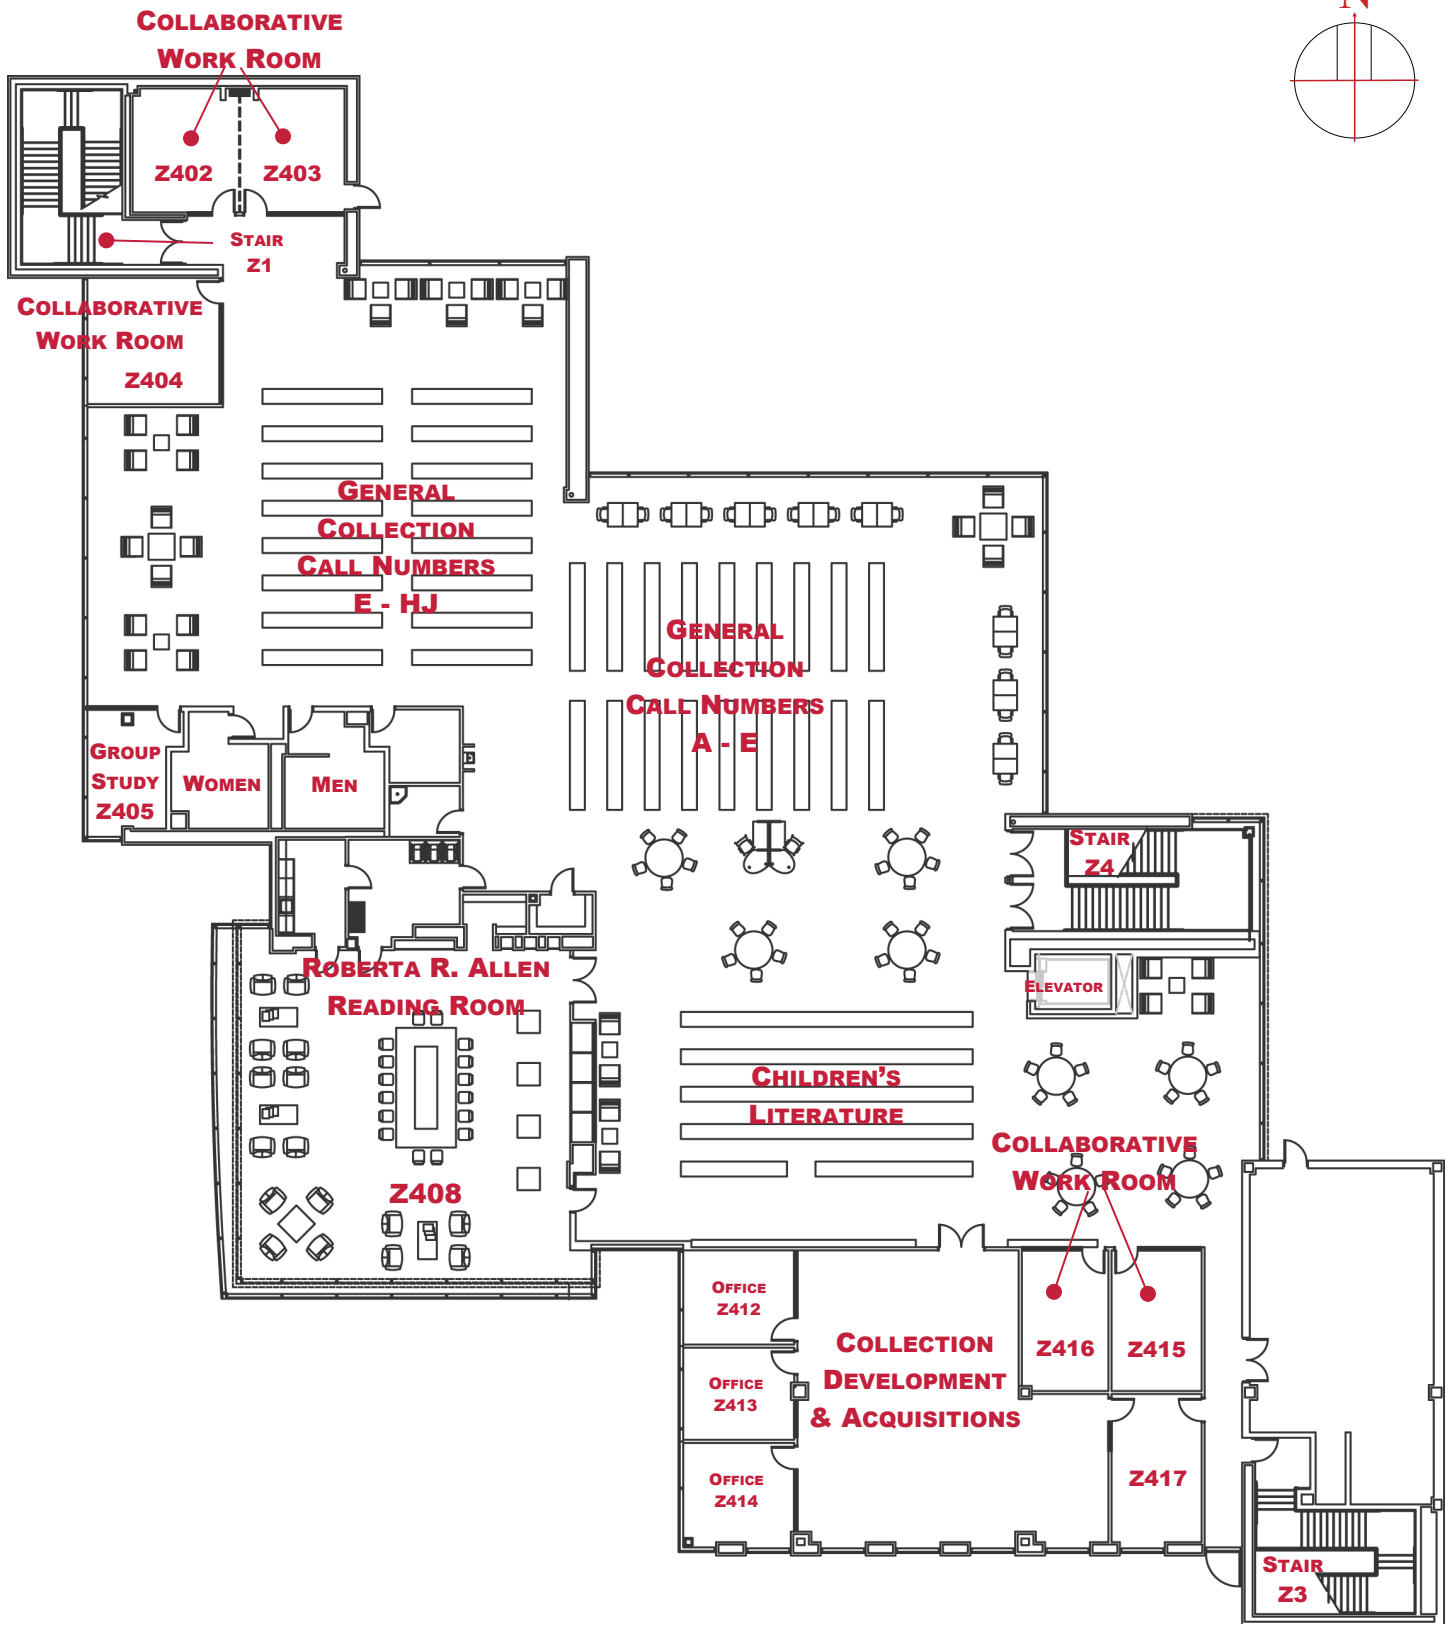 N
Collaborative
Work Room
Z402
Z403
Stair
Z1
Collaborative
Work Room
Z404
General
Collection
Call Numbers
E - HJ
General
Collection
Call Numbers
A - E
Group
Study
Z405
Women
Men
Stair
Z4
Elevator
Roberta R. Allen
Reading Room
Z408
Children's
Literature
Collaborative
Work Room
Z416
Z415
Office
Z412
Office
Z413
Office
Z414
Collection
Development
& Acquisitions
Z417
Stair
Z3